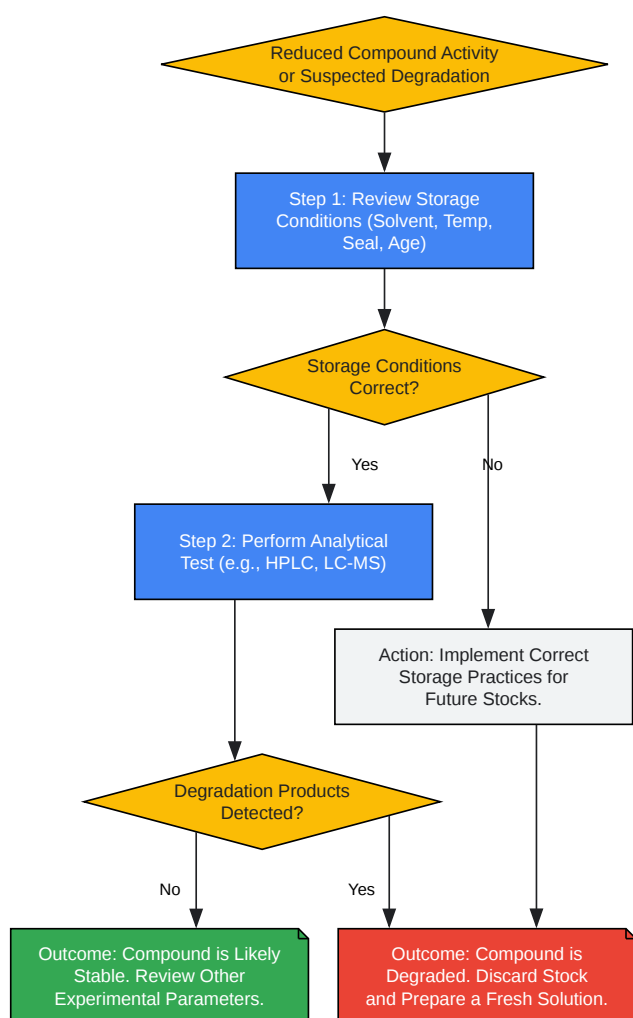 Reduced Compound Activity
or Suspected Degradation
Step 1: Review Storage
Conditions (Solvent, Temp,
Seal, Age)
Storage Conditions
Correct?
Yes
No
Step 2: Perform Analytical
Test (e.g., HPLC, LC-MS)
Action: Implement Correct
Storage Practices for
Future Stocks.
Degradation Products
Detected?
No
Yes
Outcome: Compound is Likely
Stable. Review Other
Experimental Parameters.
Outcome: Compound is
Degraded. Discard Stock
and Prepare a Fresh Solution.